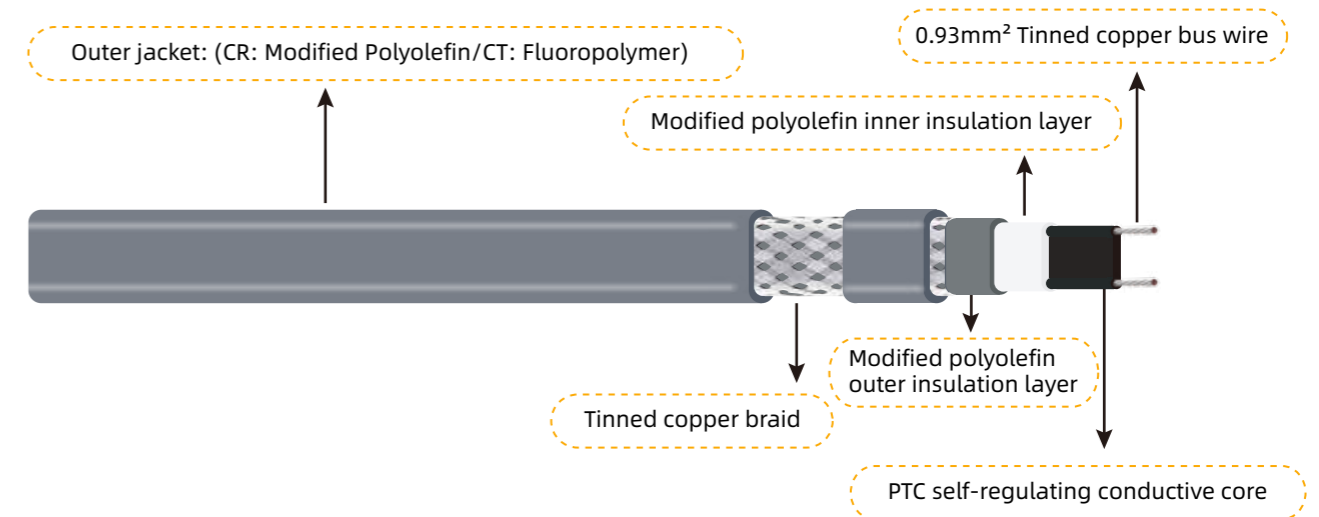 0.93mm² Tinned copper bus wire
Outer jacket: (CR: Modified Polyolefin/CT: Fluoropolymer)
Modified polyolefin inner insulation layer
Modified polyolefin
outer insulation layer
Tinned copper braid
PTC self-regulating conductive core